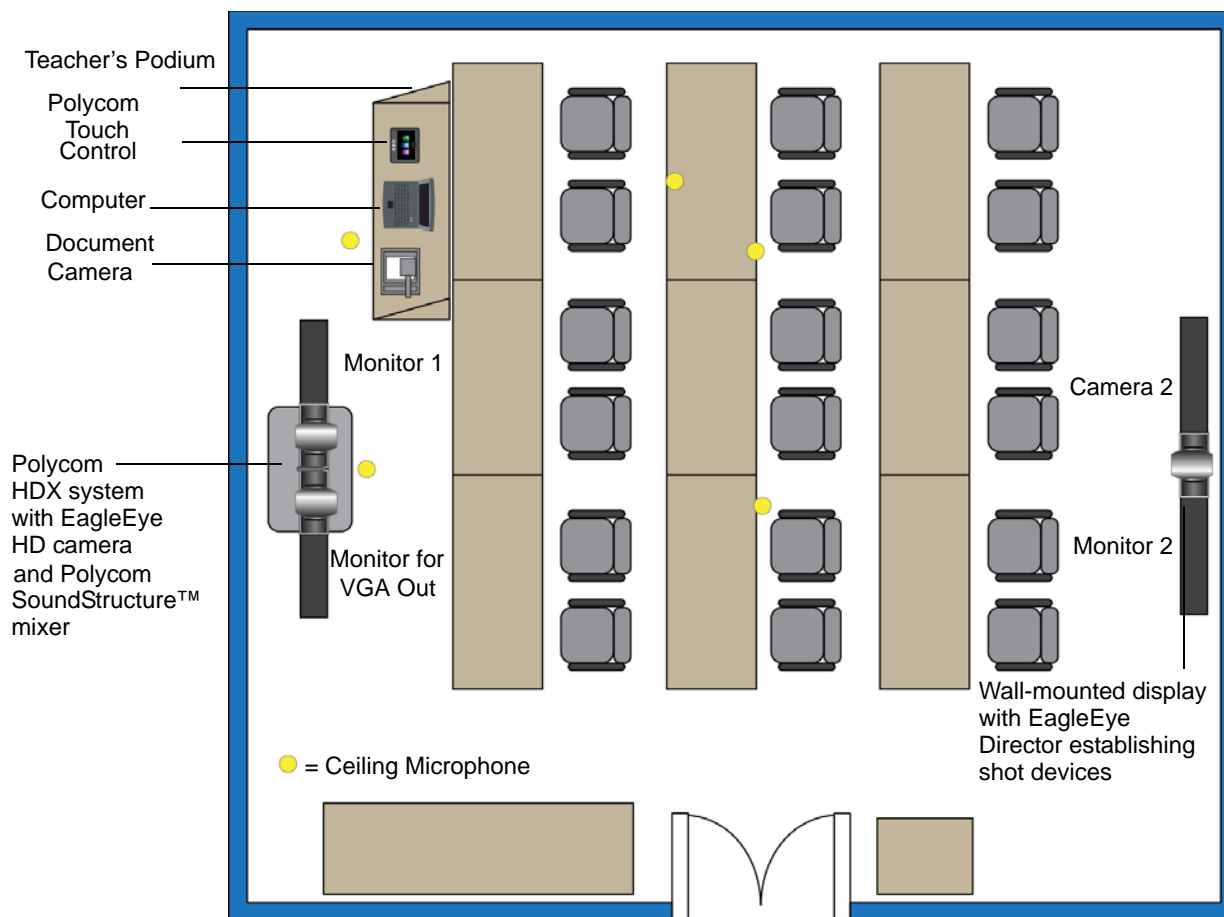 Teacher’s Podium
Polycom
Touch
Control
Computer
Document
Camera
Monitor 1
Camera 2
Polycom
HDX system
with EagleEye
HD camera
and Polycom
SoundStructure™
mixer
Monitor for
VGA Out
Monitor 2
Wall-mounted display
with EagleEye
Director establishing
shot devices
= Ceiling Microphone